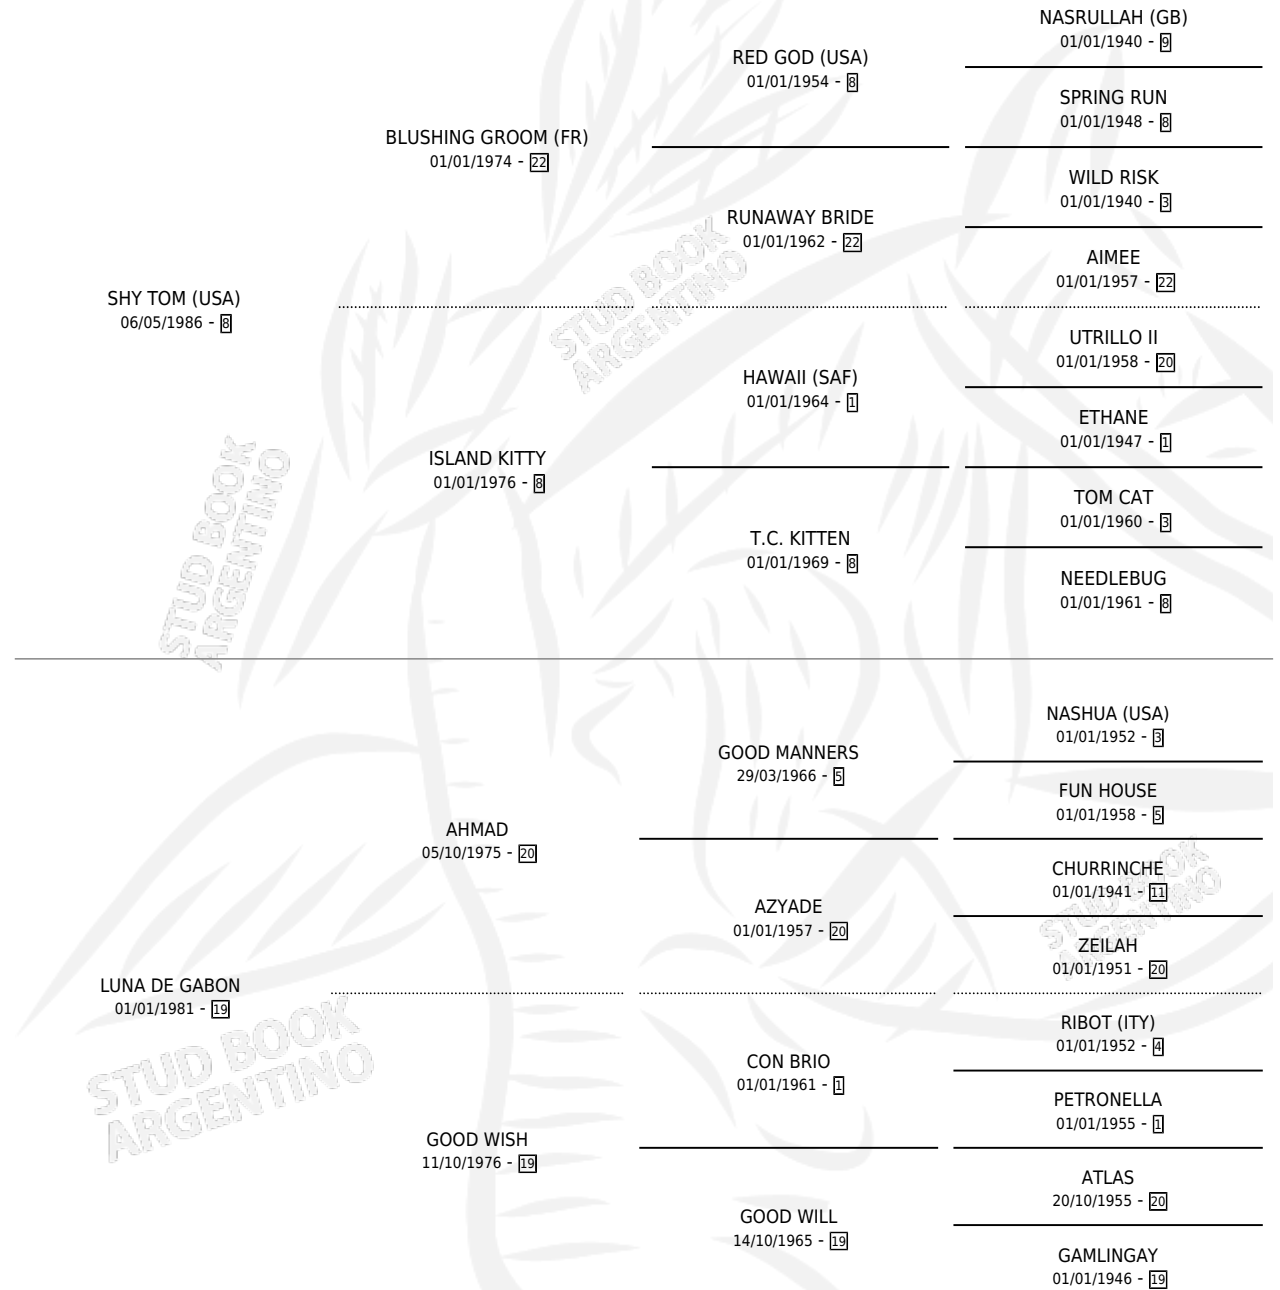 SHY TOM (USA)
06/05/1986 - 8
BLUSHING GROOM (FR)
01/01/1974 - 22
RED GOD (USA)
01/01/1954 - 8
NASRULLAH (GB)
01/01/1940 - 9
SPRING RUN
01/01/1948 - 8
RUNAWAY BRIDE
01/01/1962 - 22
WILD RISK
01/01/1940 - 3
AIMEE
01/01/1957 - 22
ISLAND KITTY
01/01/1976 - 8
HAWAII (SAF)
01/01/1964 - 1
UTRILLO II
01/01/1958 - 20
ETHANE
01/01/1947 - 1
T.C. KITTEN
01/01/1969 - 8
TOM CAT
01/01/1960 - 3
NEEDLEBUG
01/01/1961 - 8
LUNA DE GABON
01/01/1981 - 19
AHMAD
05/10/1975 - 20
GOOD MANNERS
29/03/1966 - 5
NASHUA (USA)
01/01/1952 - 3
FUN HOUSE
01/01/1958 - 5
AZYADE
01/01/1957 - 20
CHURRINCHE
01/01/1941 - 11
ZEILAH
01/01/1951 - 20
GOOD WISH
11/10/1976 - 19
CON BRIO
01/01/1961 - 1
RIBOT (ITY)
01/01/1952 - 4
PETRONELLA
01/01/1955 - 1
GOOD WILL
14/10/1965 - 19
ATLAS
20/10/1955 - 20
GAMLINGAY
01/01/1946 - 19
STUD BOOK
ARGENTINO
STUD BOOK
ARGENTINO
STUD BOOK
ARGENTINO
STUD BOOK
ARGENTINO